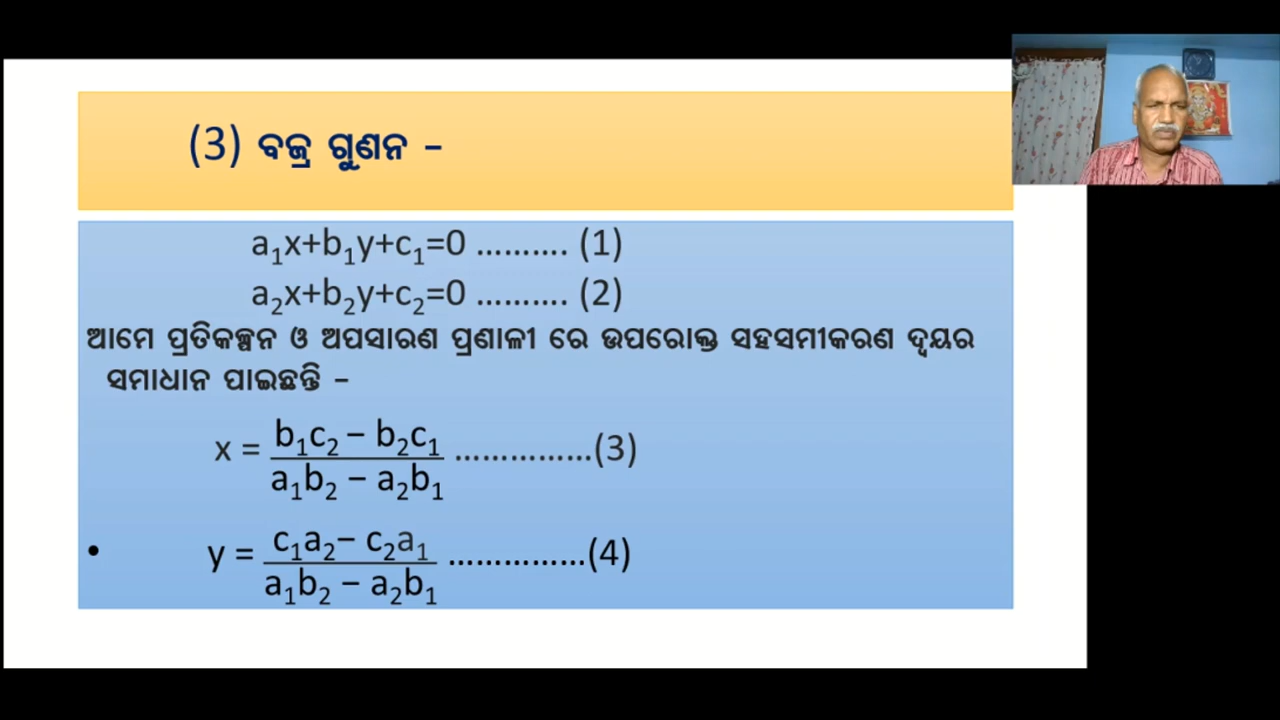 (3) ବଜ୍ର ଗୁଣନ –
a₁x+b₁y+c₁=0 .......... (1)
a₂x+b₂y+c₂=0 .......... (2)
ଆମେ ପ୍ରତିକଳ୍ପନ ଓ ଅପସାରଣ ପ୍ରଣାଳୀ ରେ ଉପରୋକ୍ତ ସହସମୀକରଣ ଦ୍ୱୟର
ସମାଧାନ ପାଇଛନ୍ତି –
x = (b₁c₂ – b₂c₁)/(a₁b₂ – a₂b₁) ...............(3)
• y = (c₁a₂– c₂a₁)/(a₁b₂ – a₂b₁) ...............(4)